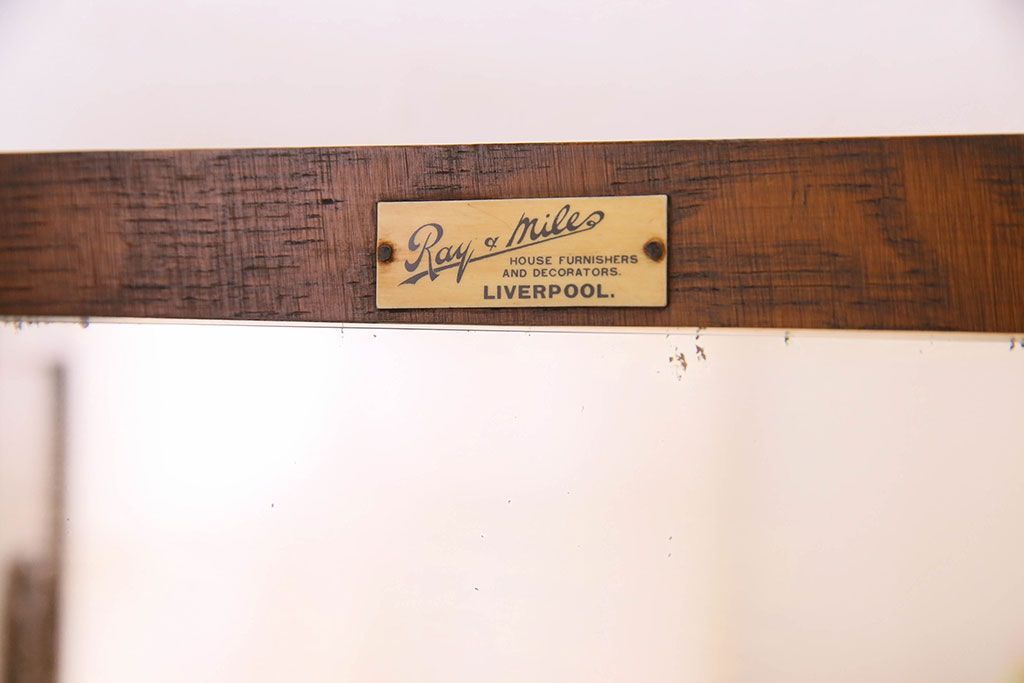 Ray & Miles
HOUSE FURNISHERS
AND DECORATORS.
LIVERPOOL.